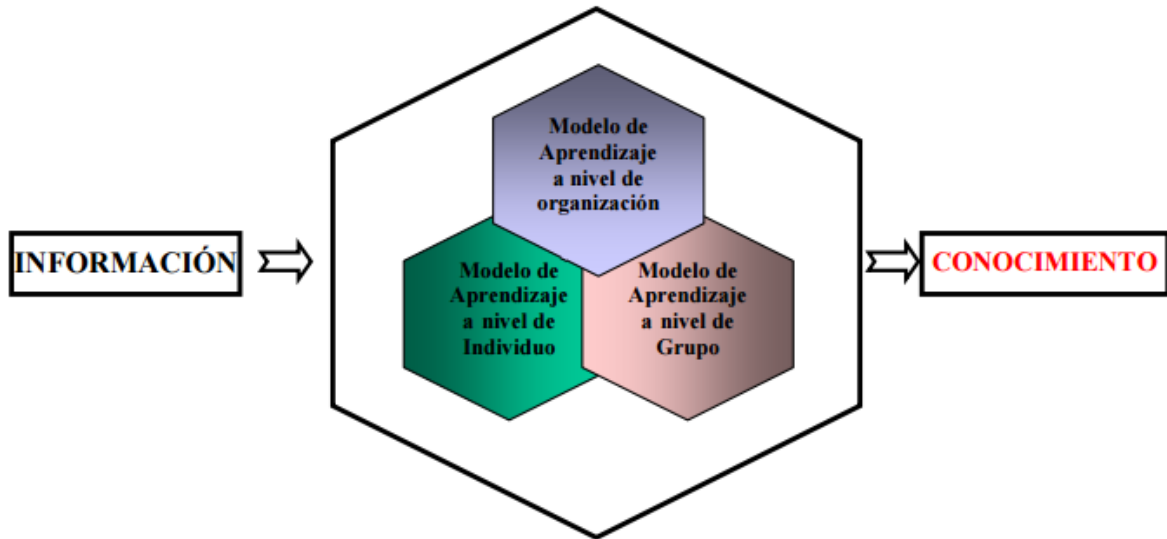 Modelo de
Aprendizaje
a nivel de
organización
INFORMACIÓN
Modelo de
Aprendizaje
a nivel de
Individuo
Modelo de
Aprendizaje
a nivel de
Grupo
CONOCIMIENTO